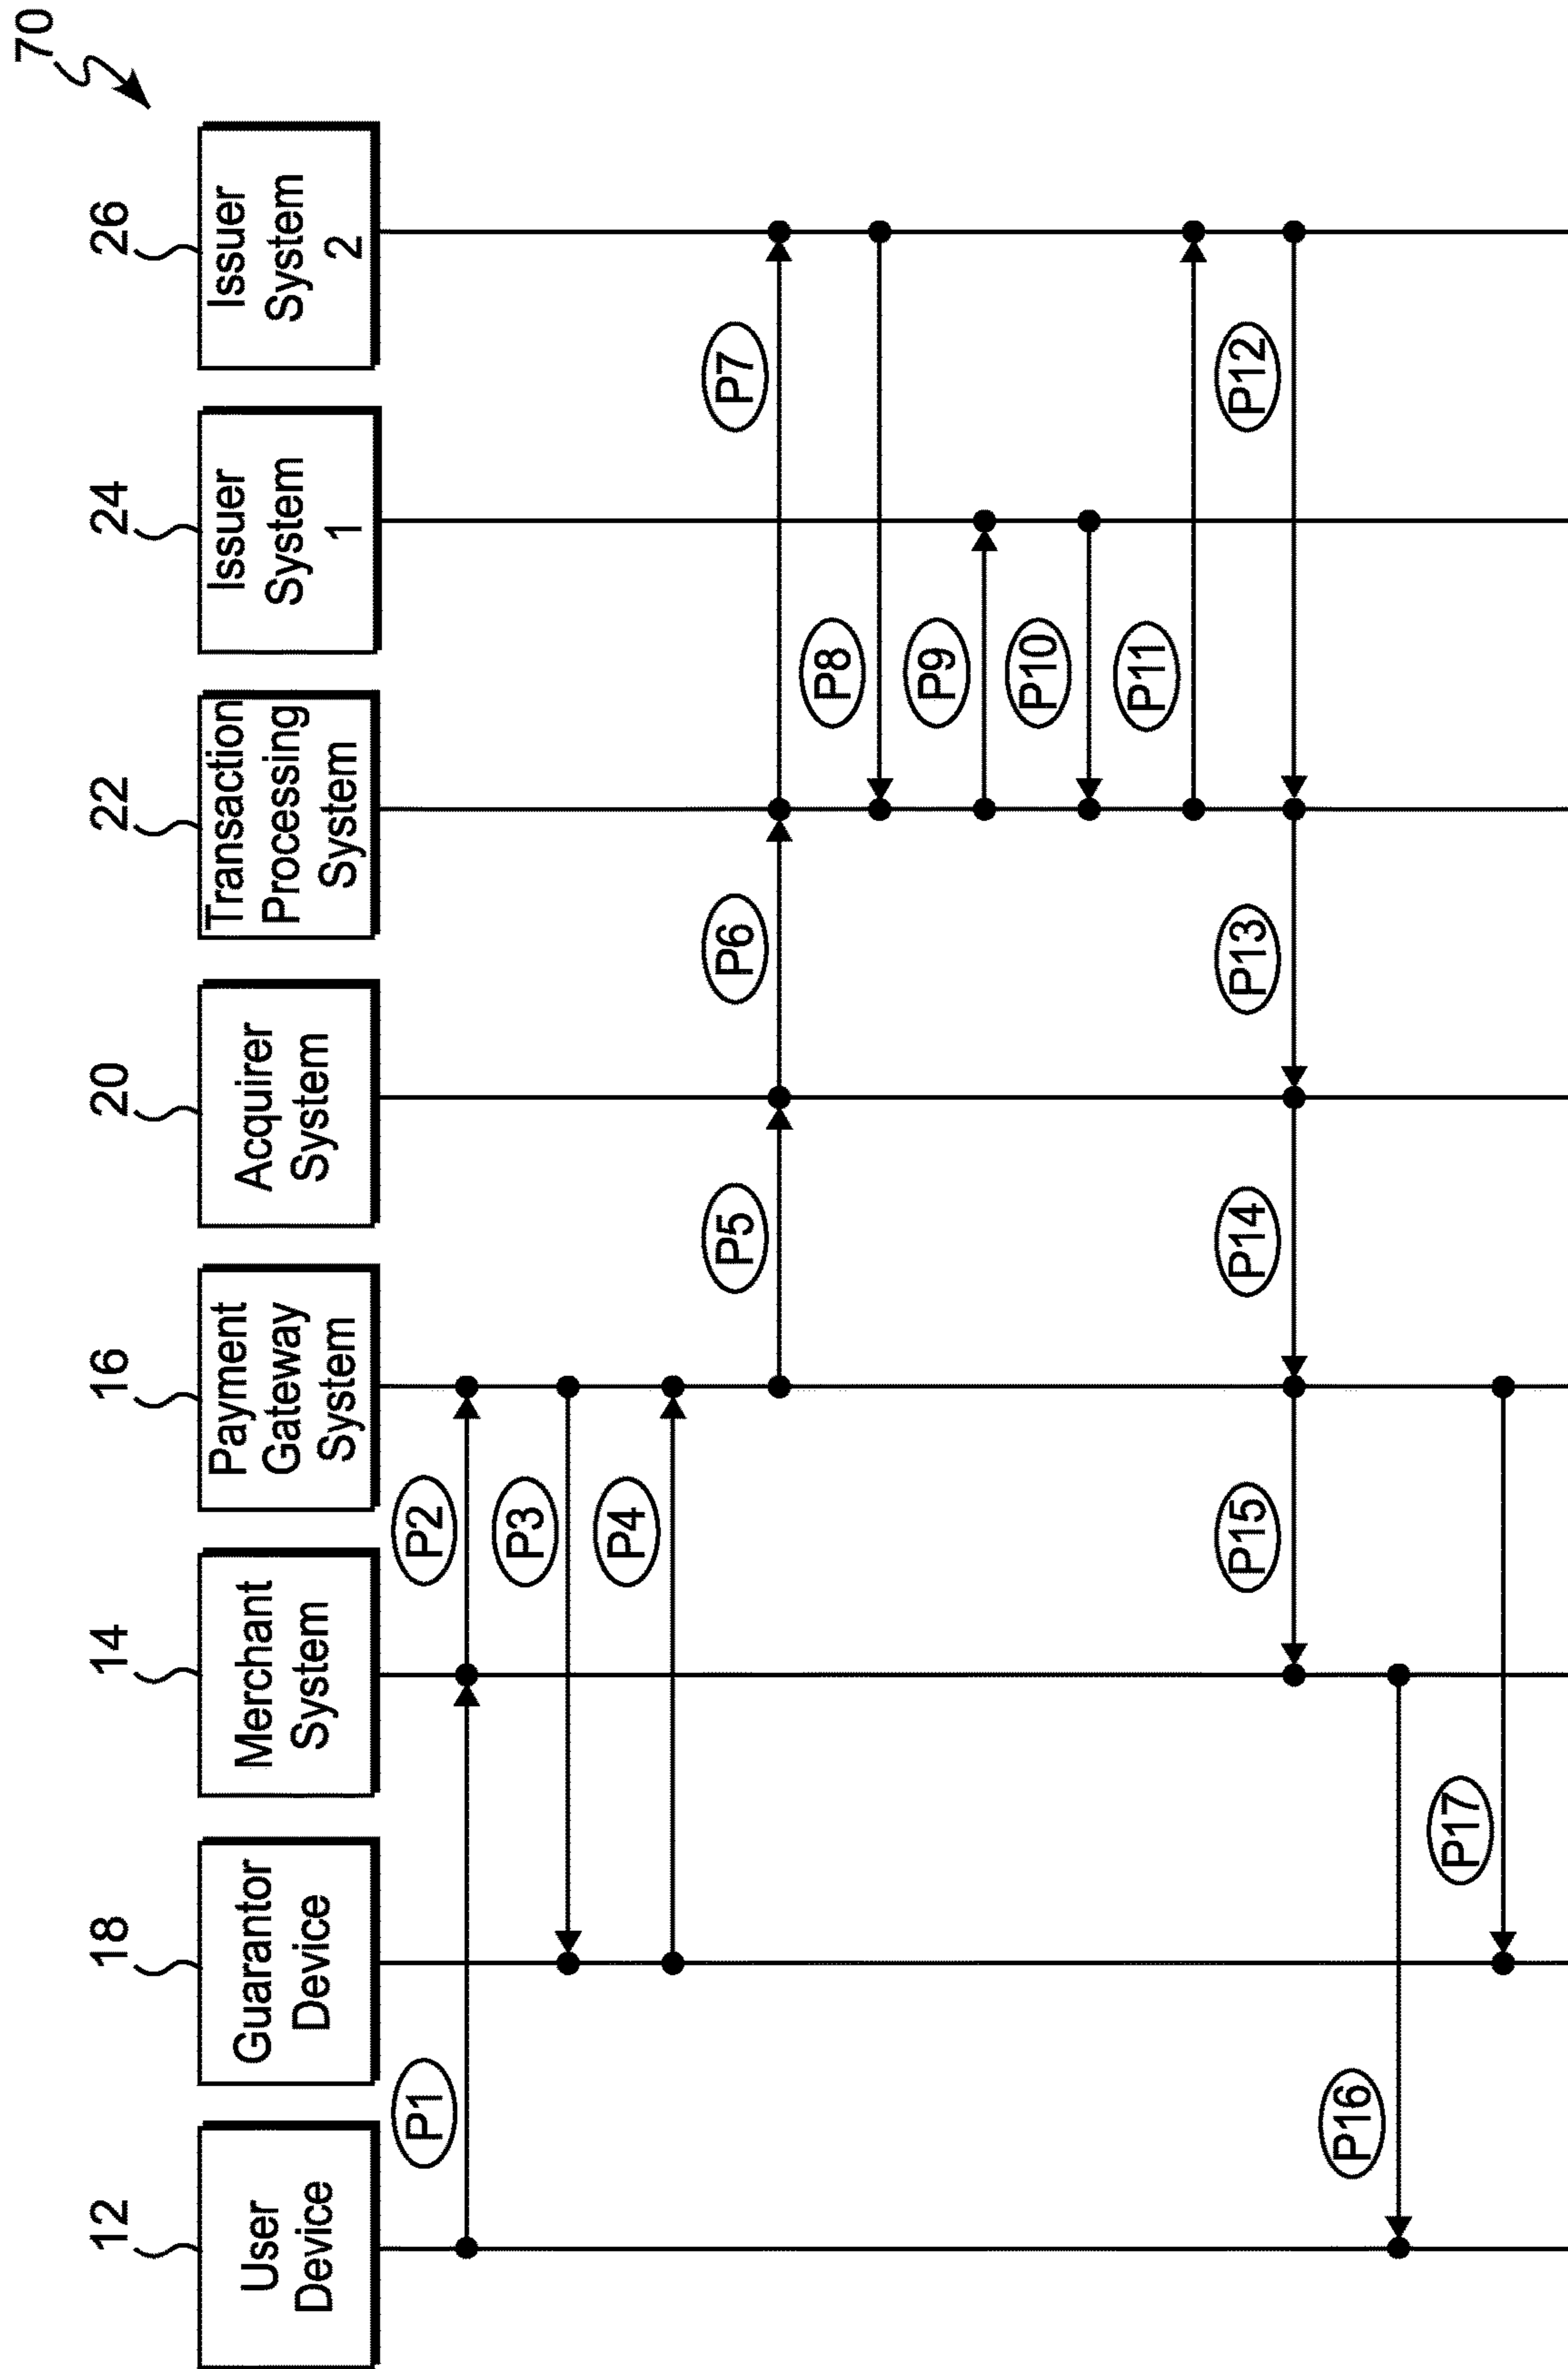 70
12
18
14
16
20
22
24
26
User
Device
Guarantor
Device
Merchant
System
Payment
Gateway
System
Acquirer
System
Transaction
Processing
System
Issuer
System
1
Issuer
System
2
P1
P2
P3
P4
P5
P6
P7
P8
P9
P10
P11
P12
P13
P14
P15
P16
P17